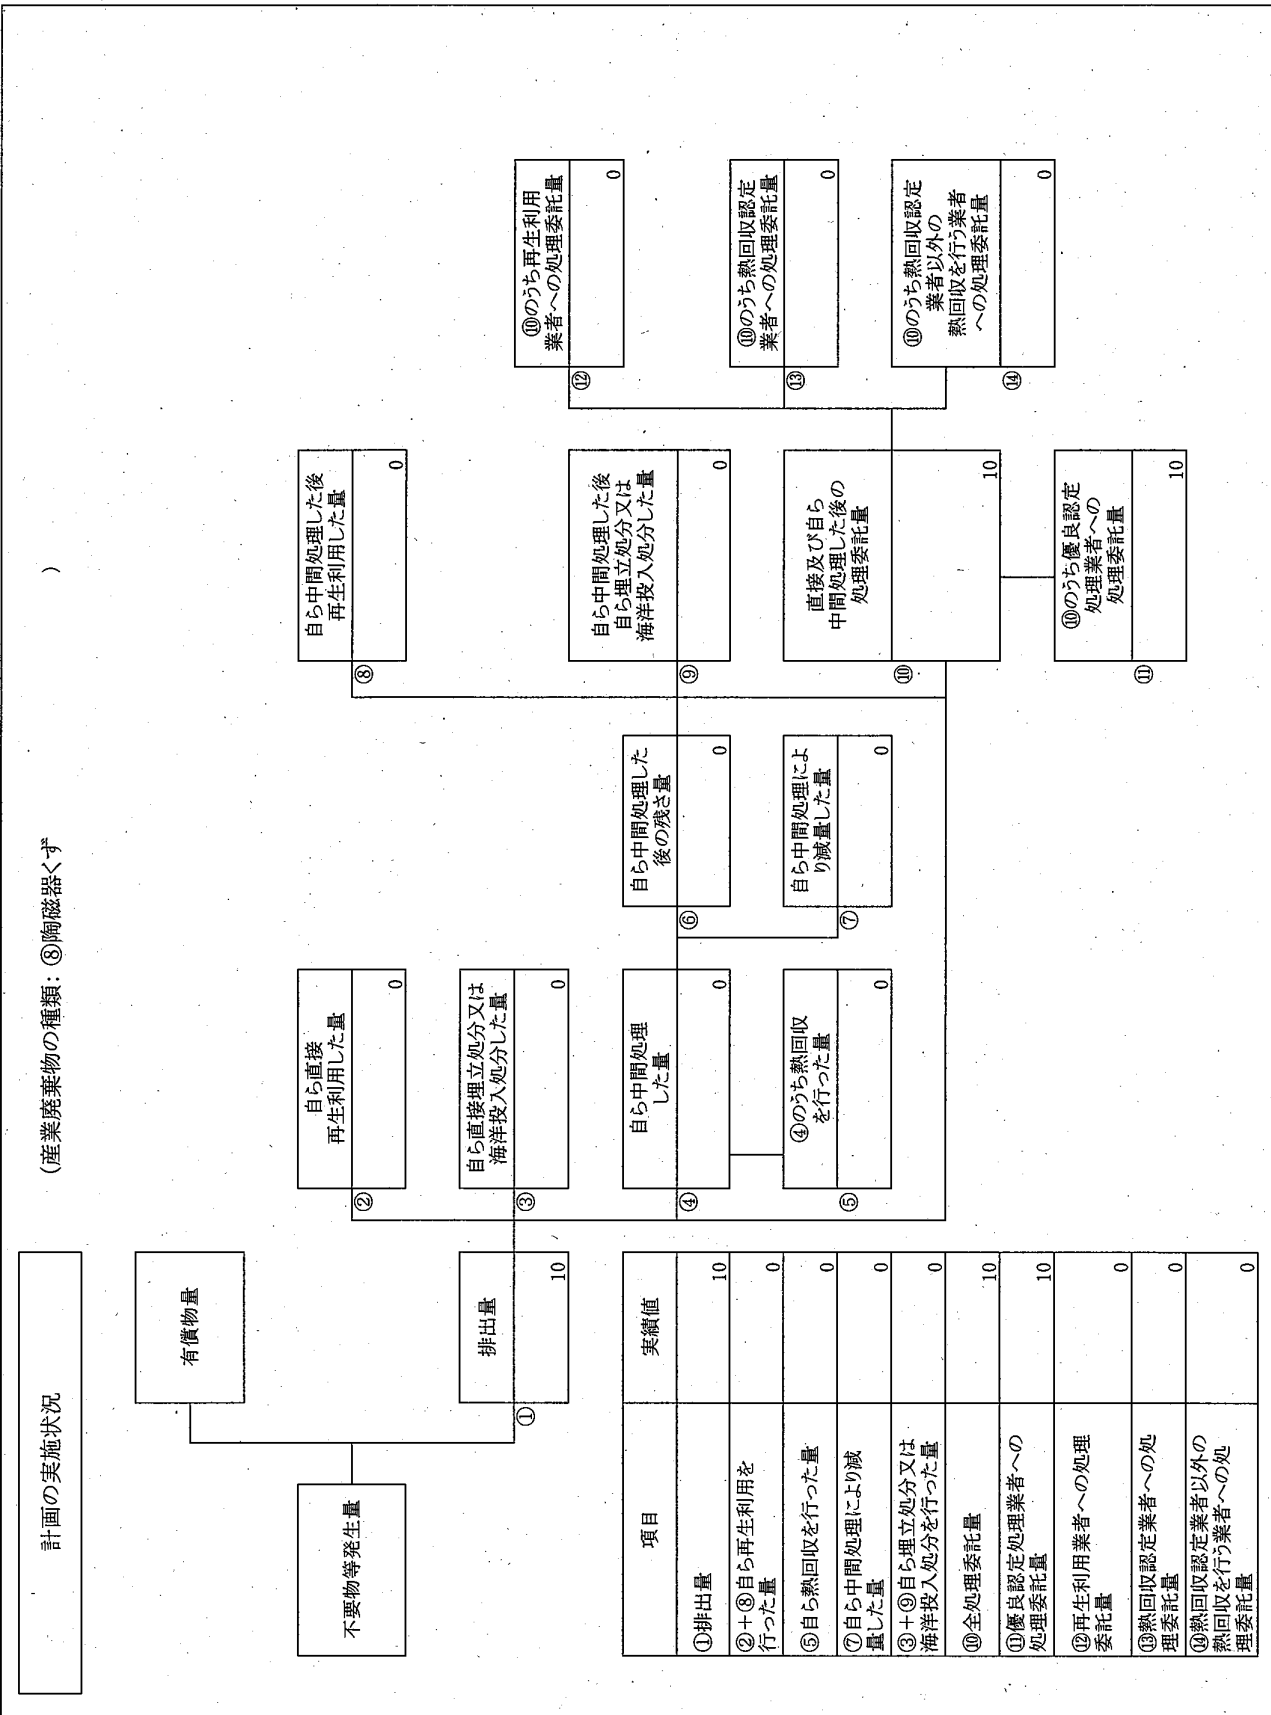 計画の実施状況
(産業廃棄物の種類: ⑧陶磁器くず )
不要物等発生量
有償物量
排出量
① 10
自ら直接
再生利用した量
② 0
自ら直接埋立処分又は
海洋投入処分した量
③ 0
自ら中間処理
した量
④ 0
④のうち熱回収
を行った量
⑤ 0
自ら中間処理した
後の残さ量
⑥ 0
自ら中間処理によ
り減量した量
⑦ 0
自ら中間処理した後
再生利用した量
⑧ 0
自ら中間処理した後
自ら埋立処分又は
海洋投入処分した量
⑨ 0
直接及び自ら
中間処理した後の
処理委託量
⑩ 10
⑩のうち優良認定
処理業者への
処理委託量
⑪ 10
⑩のうち再生利用
業者への処理委託量
⑫ 0
⑩のうち熱回収認定
業者への処理委託量
⑬ 0
⑩のうち熱回収認定
業者以外の
熱回収を行う業者
への処理委託量
⑭ 0
項目 実績値
①排出量 10
②+⑧自ら再生利用を
行った量 0
⑤自ら熱回収を行った量 0
⑦自ら中間処理により減
量した量 0
③+⑨自ら埋立処分又は
海洋投入処分を行った量 0
⑩全処理委託量 10
⑪優良認定処理業者への
処理委託量 10
⑫再生利用業者への処理
委託量 0
⑬熱回収認定業者への処
理委託量 0
⑭熱回収認定業者以外の
熱回収を行う業者への処
理委託量 0